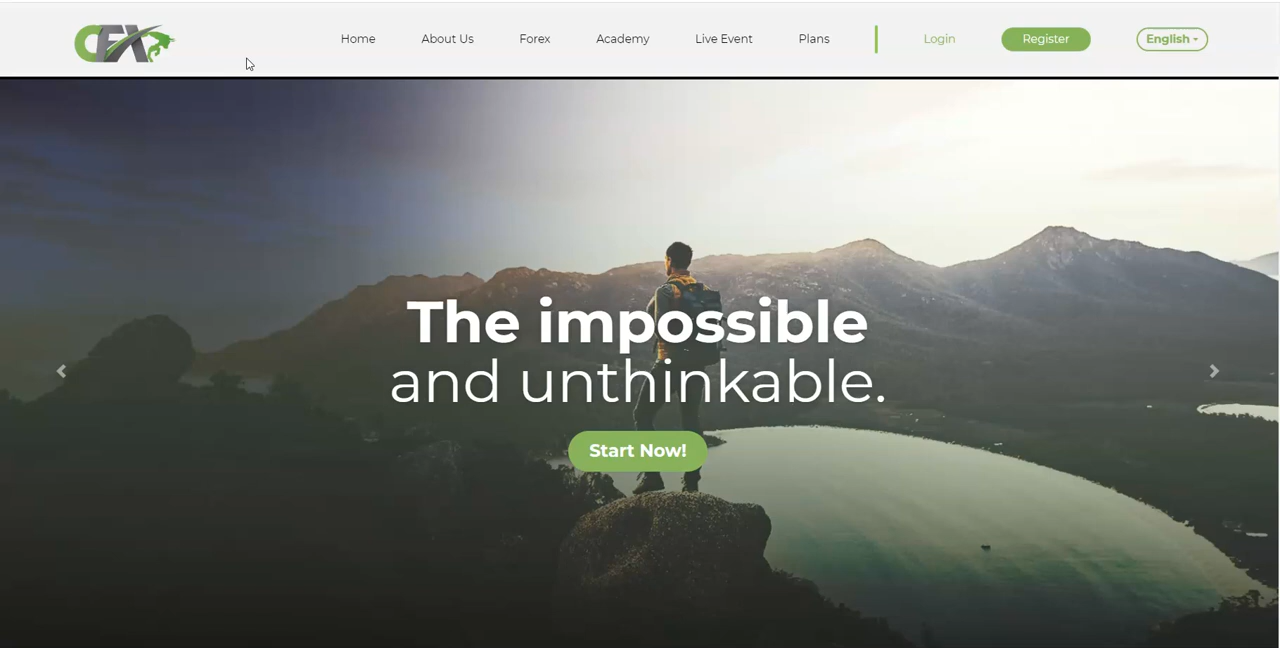 CFX
Home
About Us
Forex
Academy
Live Event
Plans
Login
Register
English
The impossible
and unthinkable.
Start Now!